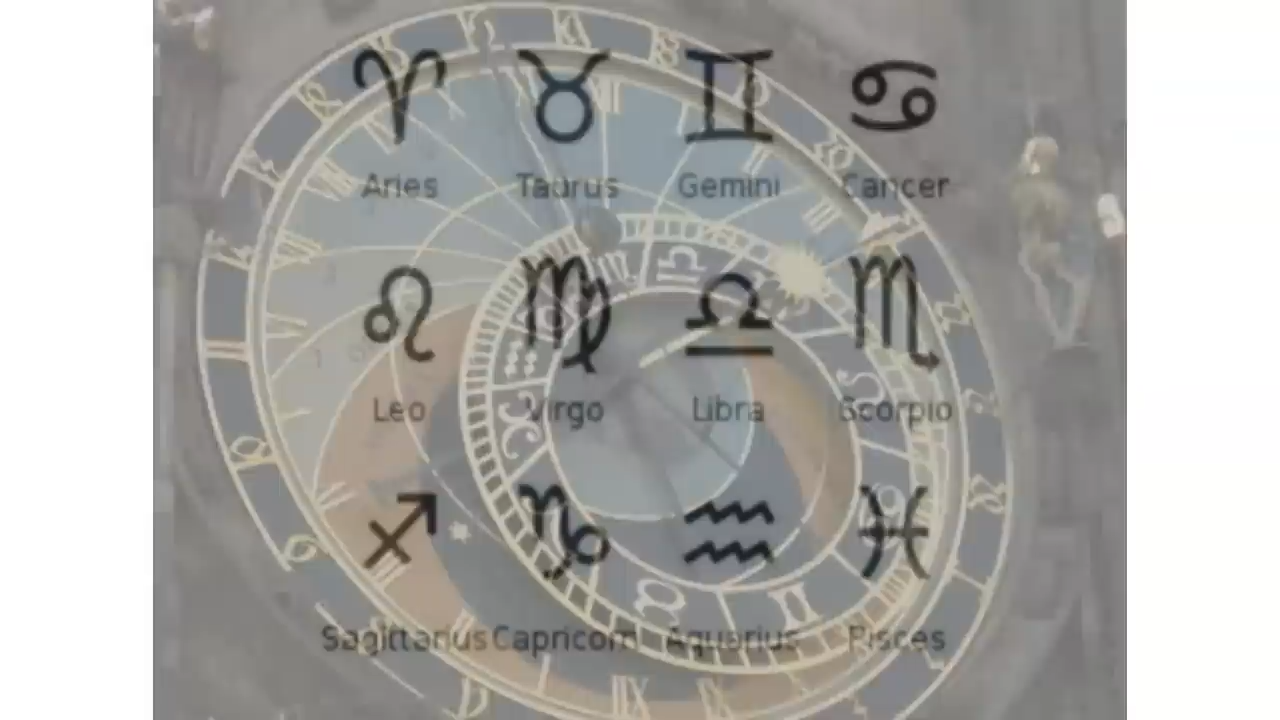 Aries Taurus Gemini Cancer
Leo Virgo Libra Scorpio
Sagittarius Capricorn Aquarius Pisces